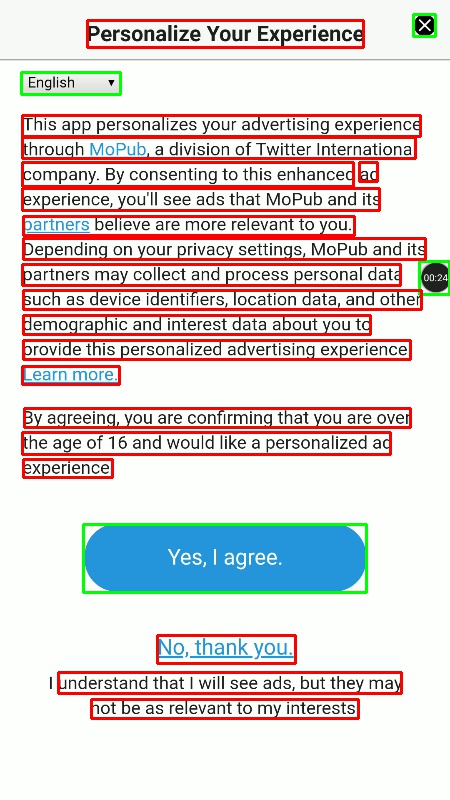 Personalize Your Experience
English
This app personalizes your advertising experience
through MoPub, a division of Twitter International
company. By consenting to this enhanced ad
experience, you'll see ads that MoPub and its
partners believe are more relevant to you.
Depending on your privacy settings, MoPub and its
partners may collect and process personal data
such as device identifiers, location data, and other
demographic and interest data about you to
provide this personalized advertising experience.
Learn more.
00:24
By agreeing, you are confirming that you are over
the age of 16 and would like a personalized ad
experience.
Yes, I agree.
No, thank you.
I understand that I will see ads, but they may
not be as relevant to my interests.